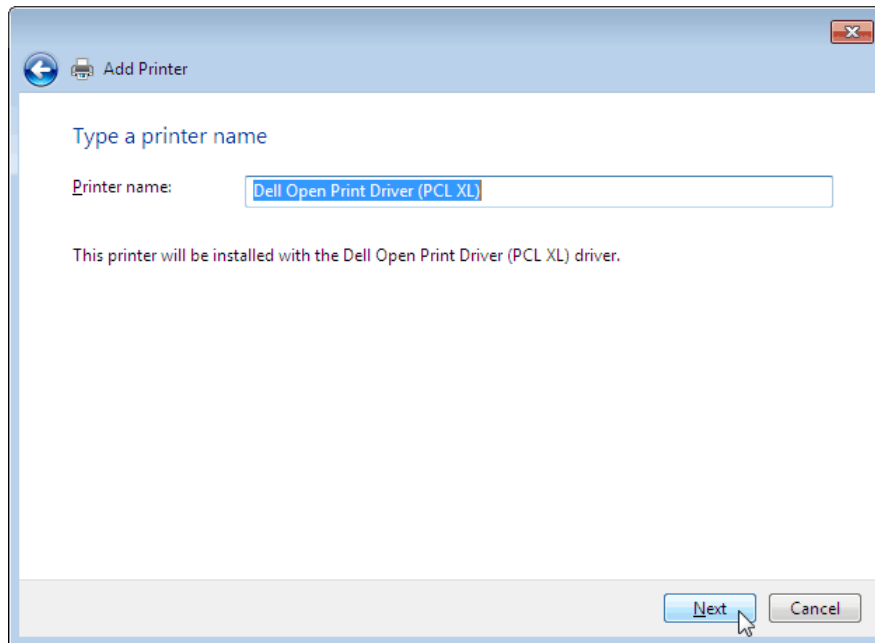 Add Printer
Type a printer name
Printer name: Dell Open Print Driver (PCL XL)
This printer will be installed with the Dell Open Print Driver (PCL XL) driver.
Next Cancel